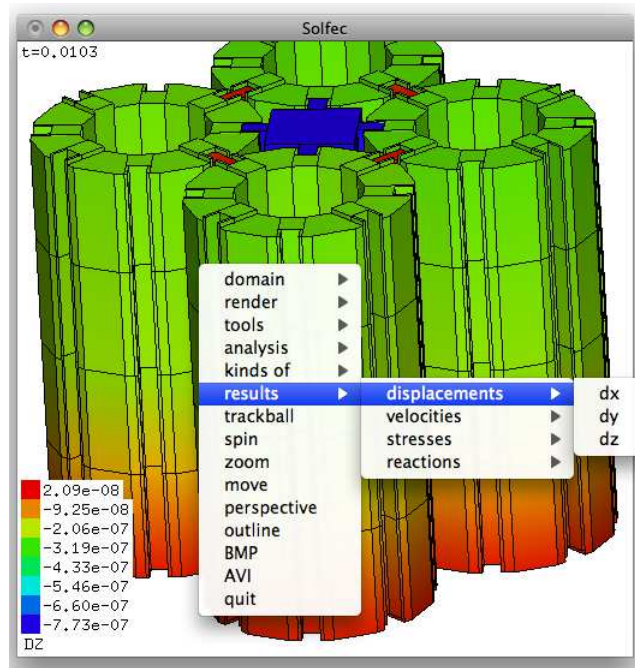 Solfec
t=0.0103
domain
render
tools
analysis
kinds of
results
trackball
spin
zoom
move
perspective
outline
BMP
AVI
quit
displacements
velocities
stresses
reactions
dx
dy
dz
2.09e-08
-9.25e-08
-2.06e-07
-3.19e-07
-4.33e-07
-5.46e-07
-6.60e-07
-7.73e-07
DZ